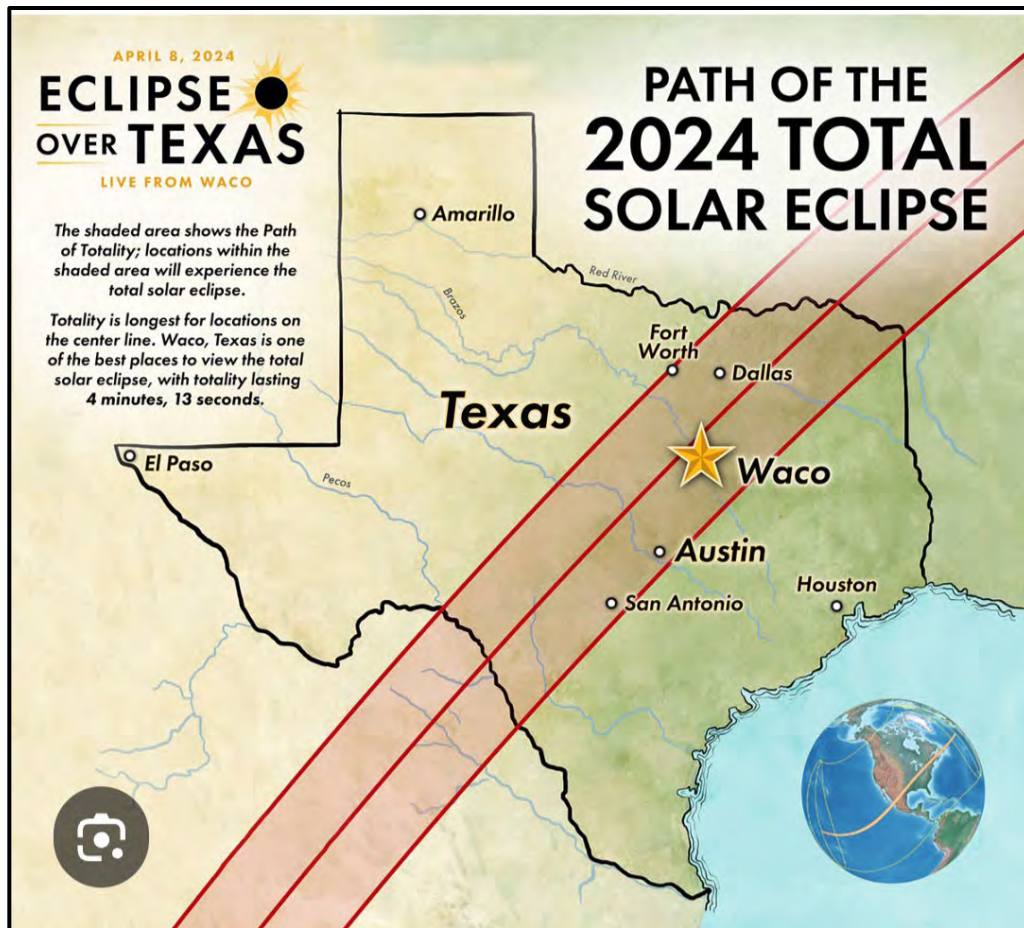 APRIL 8, 2024
ECLIPSE
OVER TEXAS
LIVE FROM WACO
The shaded area shows the Path
of Totality; locations within the
shaded area will experience the
total solar eclipse.
Totality is longest for locations on
the center line. Waco, Texas is one
of the best places to view the total
solar eclipse, with totality lasting
4 minutes, 13 seconds.
PATH OF THE
2024 TOTAL
SOLAR ECLIPSE
Amarillo
Red River
Brazos
Fort
Worth
Dallas
Texas
El Paso
Pecos
Waco
Austin
San Antonio
Houston